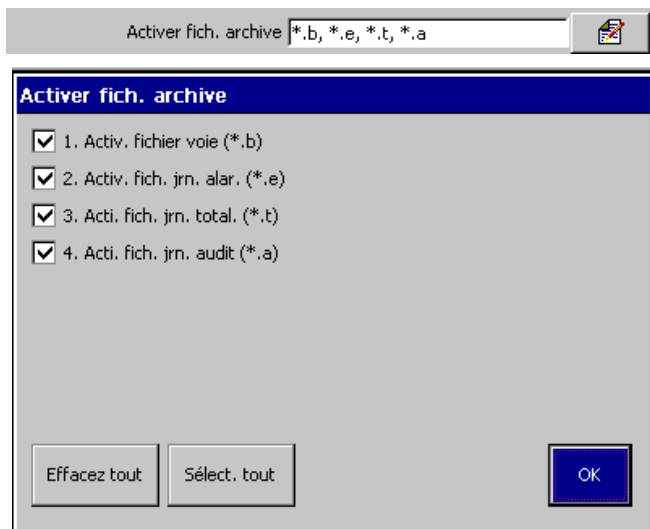 Activer fich. archive *.b, *.e, *.t, *.a
Activer fich. archive
1. Activ. fichier voie (*.b)
2. Activ. fich. jrn. alar. (*.e)
3. Acti. fich. jrn. total. (*.t)
4. Acti. fich. jrn. audit (*.a)
Effacez tout Sélect. tout OK